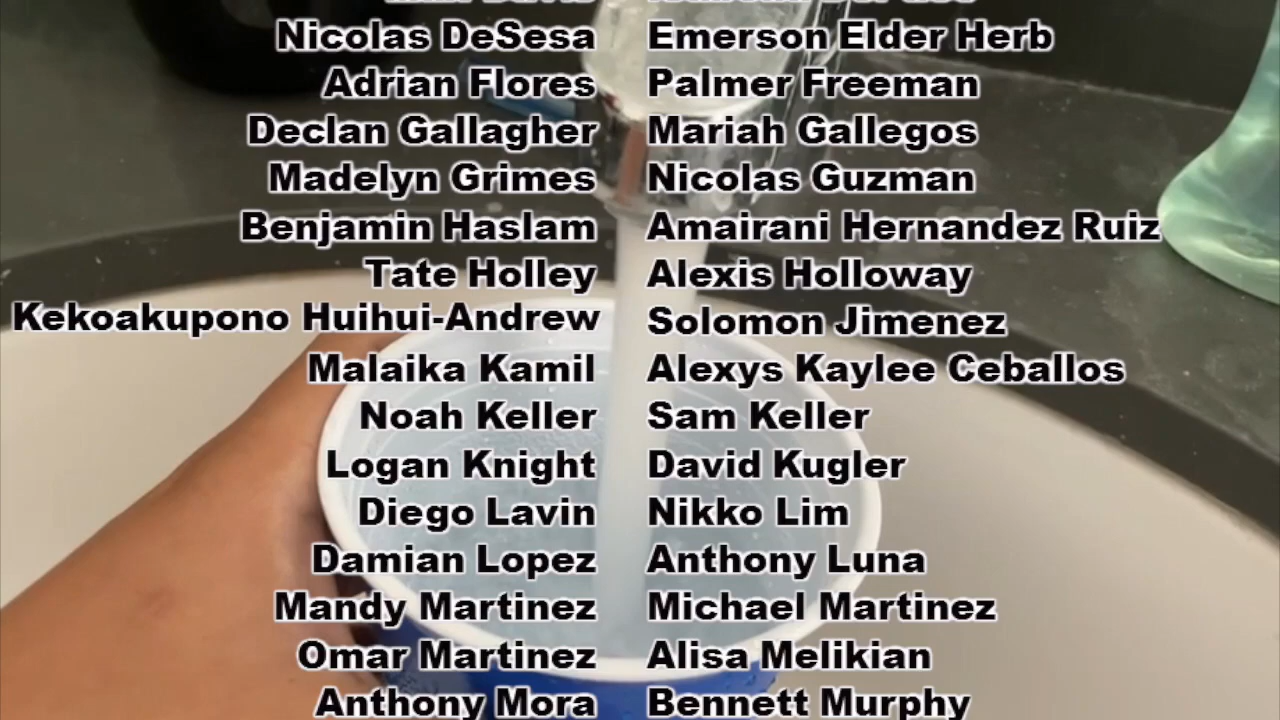 Nicolas DeSesa Emerson Elder Herb
Adrian Flores Palmer Freeman
Declan Gallagher Mariah Gallegos
Madelyn Grimes Nicolas Guzman
Benjamin Haslam Amairani Hernandez Ruiz
Tate Holley Alexis Holloway
Kekoakupono Huihui-Andrew Solomon Jimenez
Malaika Kamil Alexys Kaylee Ceballos
Noah Keller Sam Keller
Logan Knight David Kugler
Diego Lavin Nikko Lim
Damian Lopez Anthony Luna
Mandy Martinez Michael Martinez
Omar Martinez Alisa Melikian
Anthony Mora Bennett Murphy